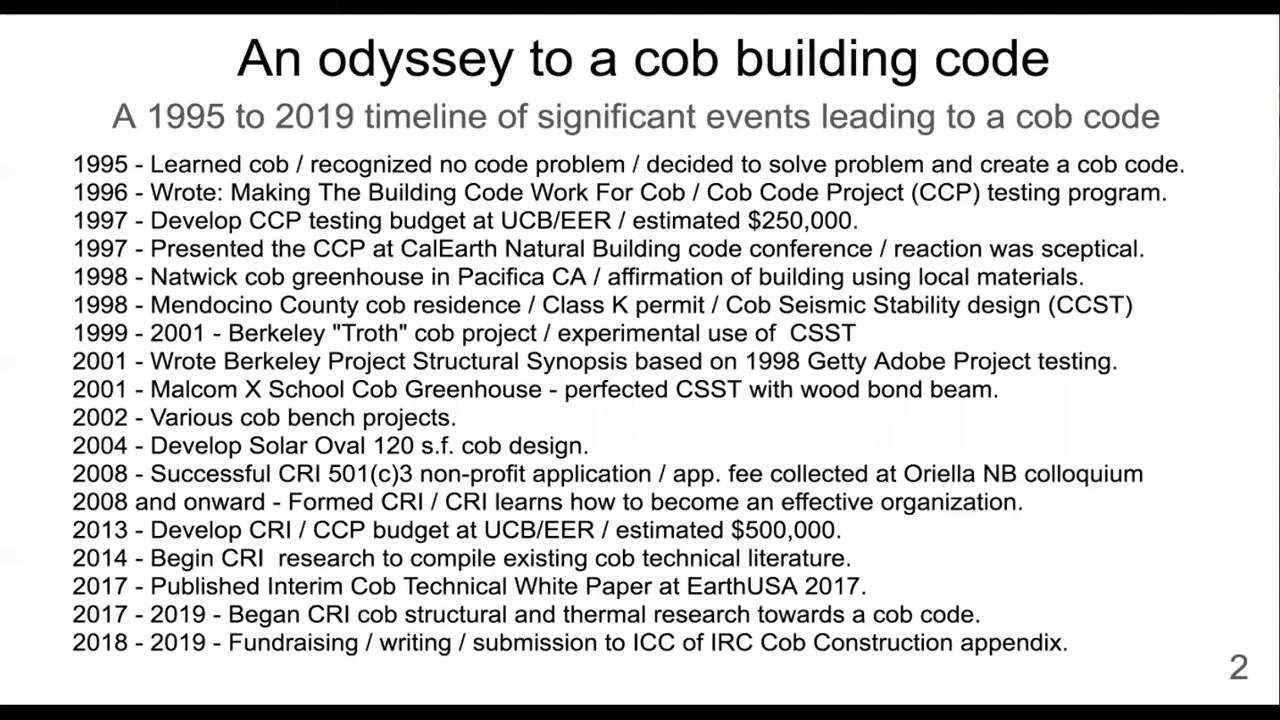 An odyssey to a cob building code
A 1995 to 2019 timeline of significant events leading to a cob code
1995 - Learned cob / recognized no code problem / decided to solve problem and create a cob code.
1996 - Wrote: Making The Building Code Work For Cob / Cob Code Project (CCP) testing program.
1997 - Develop CCP testing budget at UCB/EER / estimated $250,000.
1997 - Presented the CCP at CalEarth Natural Building code conference / reaction was sceptical.
1998 - Natwick cob greenhouse in Pacifica CA / affirmation of building using local materials.
1998 - Mendocino County cob residence / Class K permit / Cob Seismic Stability design (CCST)
1999 - 2001 - Berkeley "Troth" cob project / experimental use of  CSST
2001 - Wrote Berkeley Project Structural Synopsis based on 1998 Getty Adobe Project testing.
2001 - Malcom X School Cob Greenhouse - perfected CSST with wood bond beam.
2002 - Various cob bench projects.
2004 - Develop Solar Oval 120 s.f. cob design.
2008 - Successful CRI 501(c)3 non-profit application / app. fee collected at Oriella NB colloquium
2008 and onward - Formed CRI / CRI learns how to become an effective organization.
2013 - Develop CRI / CCP budget at UCB/EER / estimated $500,000.
2014 - Begin CRI  research to compile existing cob technical literature.
2017 - Published Interim Cob Technical White Paper at EarthUSA 2017.
2017 - 2019 - Began CRI cob structural and thermal research towards a cob code.
2018 - 2019 - Fundraising / writing / submission to ICC of IRC Cob Construction appendix.
2